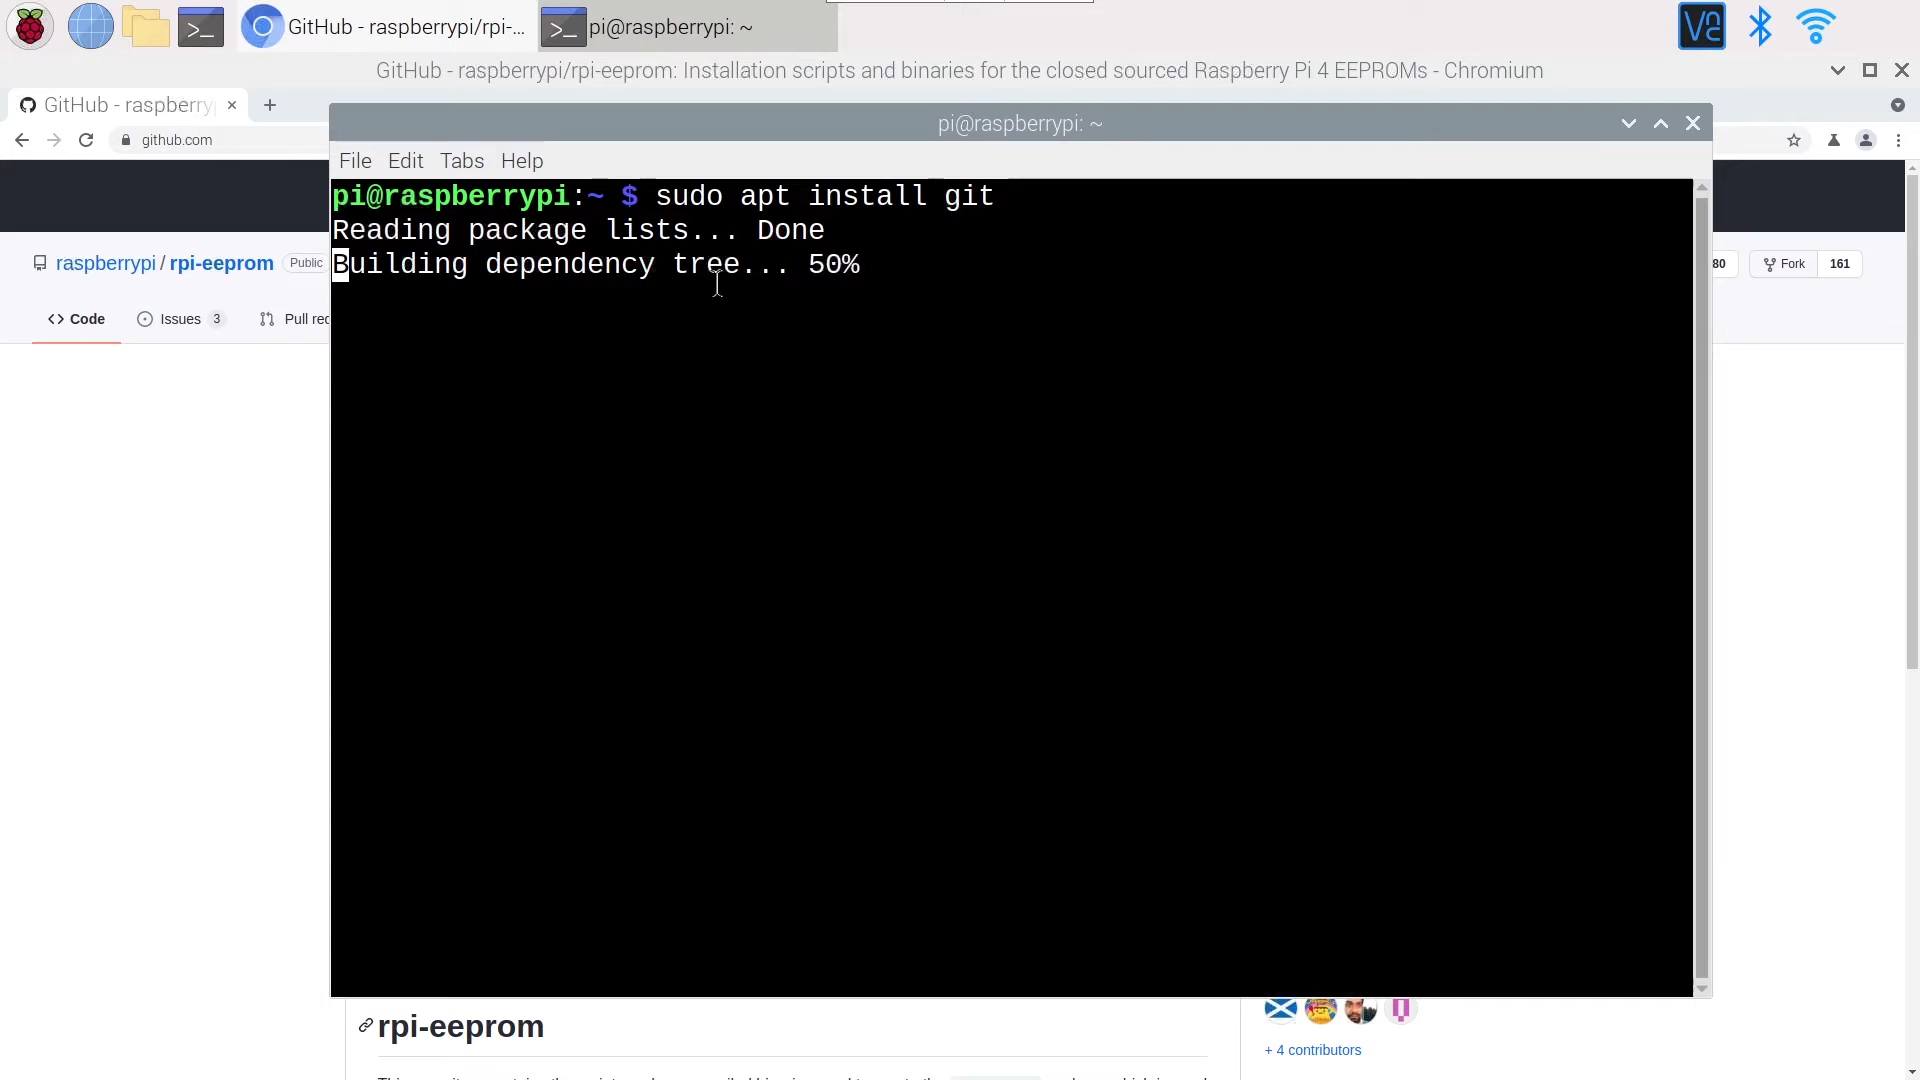 GitHub - raspberrypi/rpi-...
pi@raspberrypi: ~
GitHub - raspberrypi/rpi-eeprom: Installation scripts and binaries for the closed sourced Raspberry Pi 4 EEPROMs - Chromium
GitHub - raspberryp
github.com
pi@raspberrypi: ~
File Edit Tabs Help
pi@raspberrypi:~ $ sudo apt install git
Reading package lists... Done
Building dependency tree... 50%
raspberrypi / rpi-eeprom Public
80 Fork 161
Code Issues 3 Pull req
rpi-eeprom
+ 4 contributors